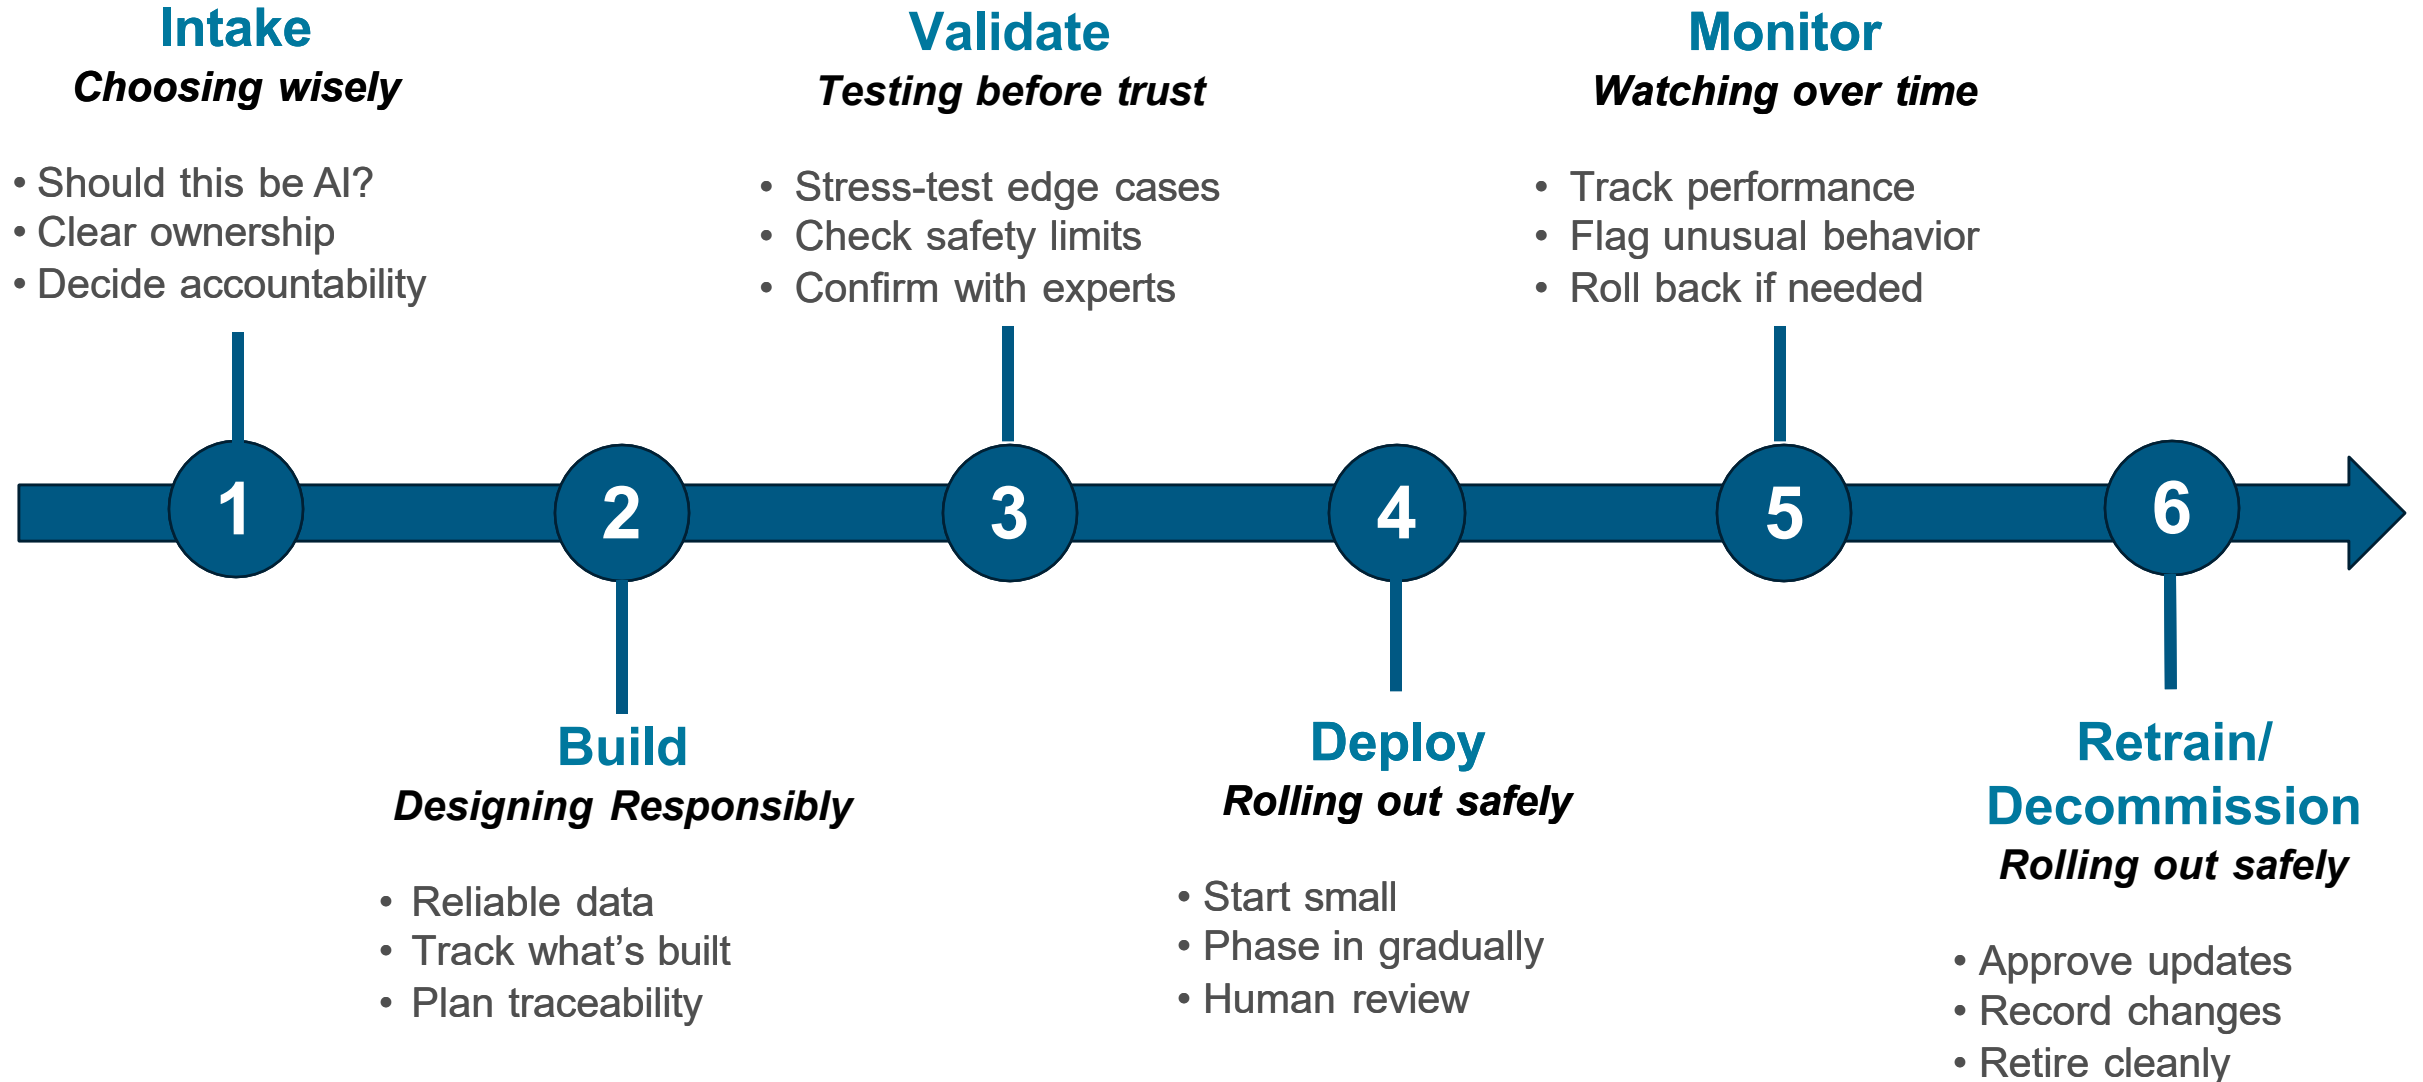 Intake
Choosing wisely
• Should this be AI?
• Clear ownership
• Decide accountability
Validate
Testing before trust
• Stress-test edge cases
• Check safety limits
• Confirm with experts
Monitor
Watching over time
• Track performance
• Flag unusual behavior
• Roll back if needed
1
2
3
4
5
6
Build
Designing Responsibly
• Reliable data
• Track what’s built
• Plan traceability
Deploy
Rolling out safely
• Start small
• Phase in gradually
• Human review
Retrain/
Decommission
Rolling out safely
• Approve updates
• Record changes
• Retire cleanly